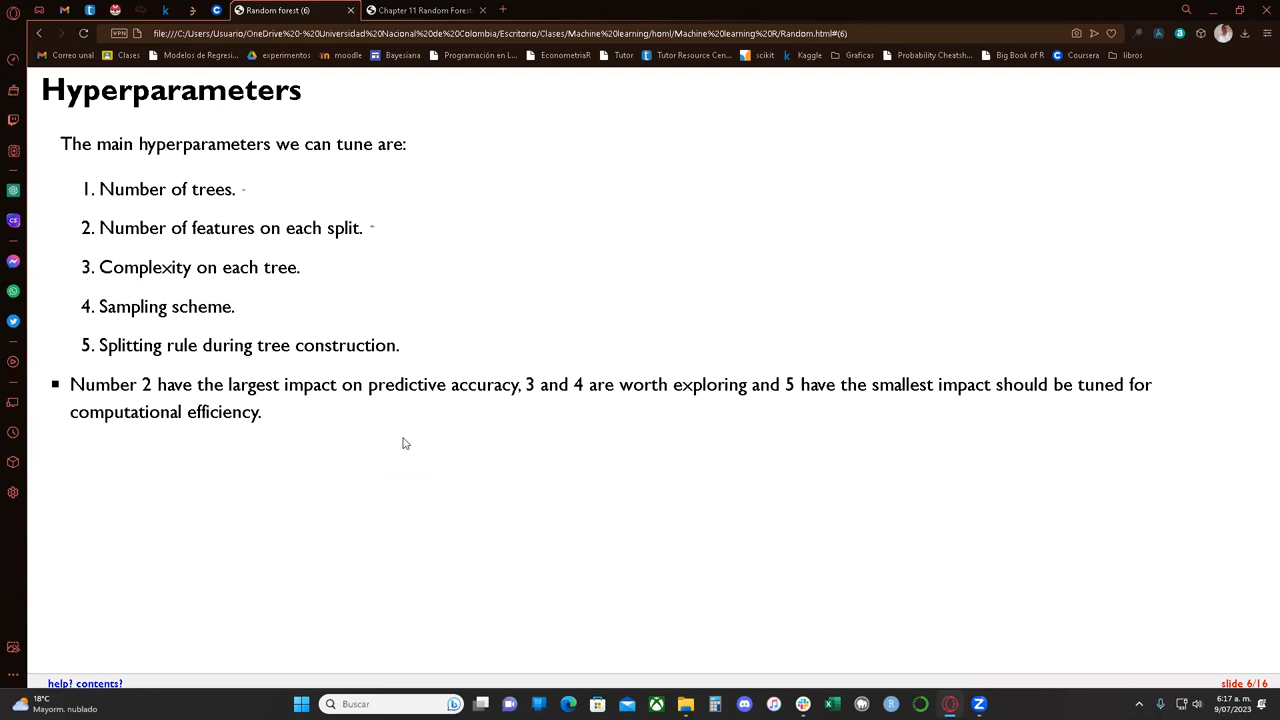 Random forest (6)
Chapter 11 Random Forest
VPN
file:///C:/Users/Usuario/OneDrive%20-%20Universidad%20Nacional%20de%20Colombia/Escritorio/Clases/Machine%20learning/homl/Machine%20learning%20R/Random.html#(6)
Correo unal
Clases
Modelos de Regresi...
experimentos-
moodle
Bayesiana
Programación en L...
EconometriaR
Tutor
Tutor Resource Cen...
scikit
Kaggle
Graficas
Probability Cheatsh...
Big Book of R
Coursera
libros
Hyperparameters
The main hyperparameters we can tune are:
1. Number of trees.
2. Number of features on each split.
3. Complexity on each tree.
4. Sampling scheme.
5. Splitting rule during tree construction.
Number 2 have the largest impact on predictive accuracy, 3 and 4 are worth exploring and 5 have the smallest impact should be tuned for
computational efficiency.
help? contents?
slide 6/16
18°C
Mayorm. nublado
Buscar
6:17 a. m.
9/07/2023